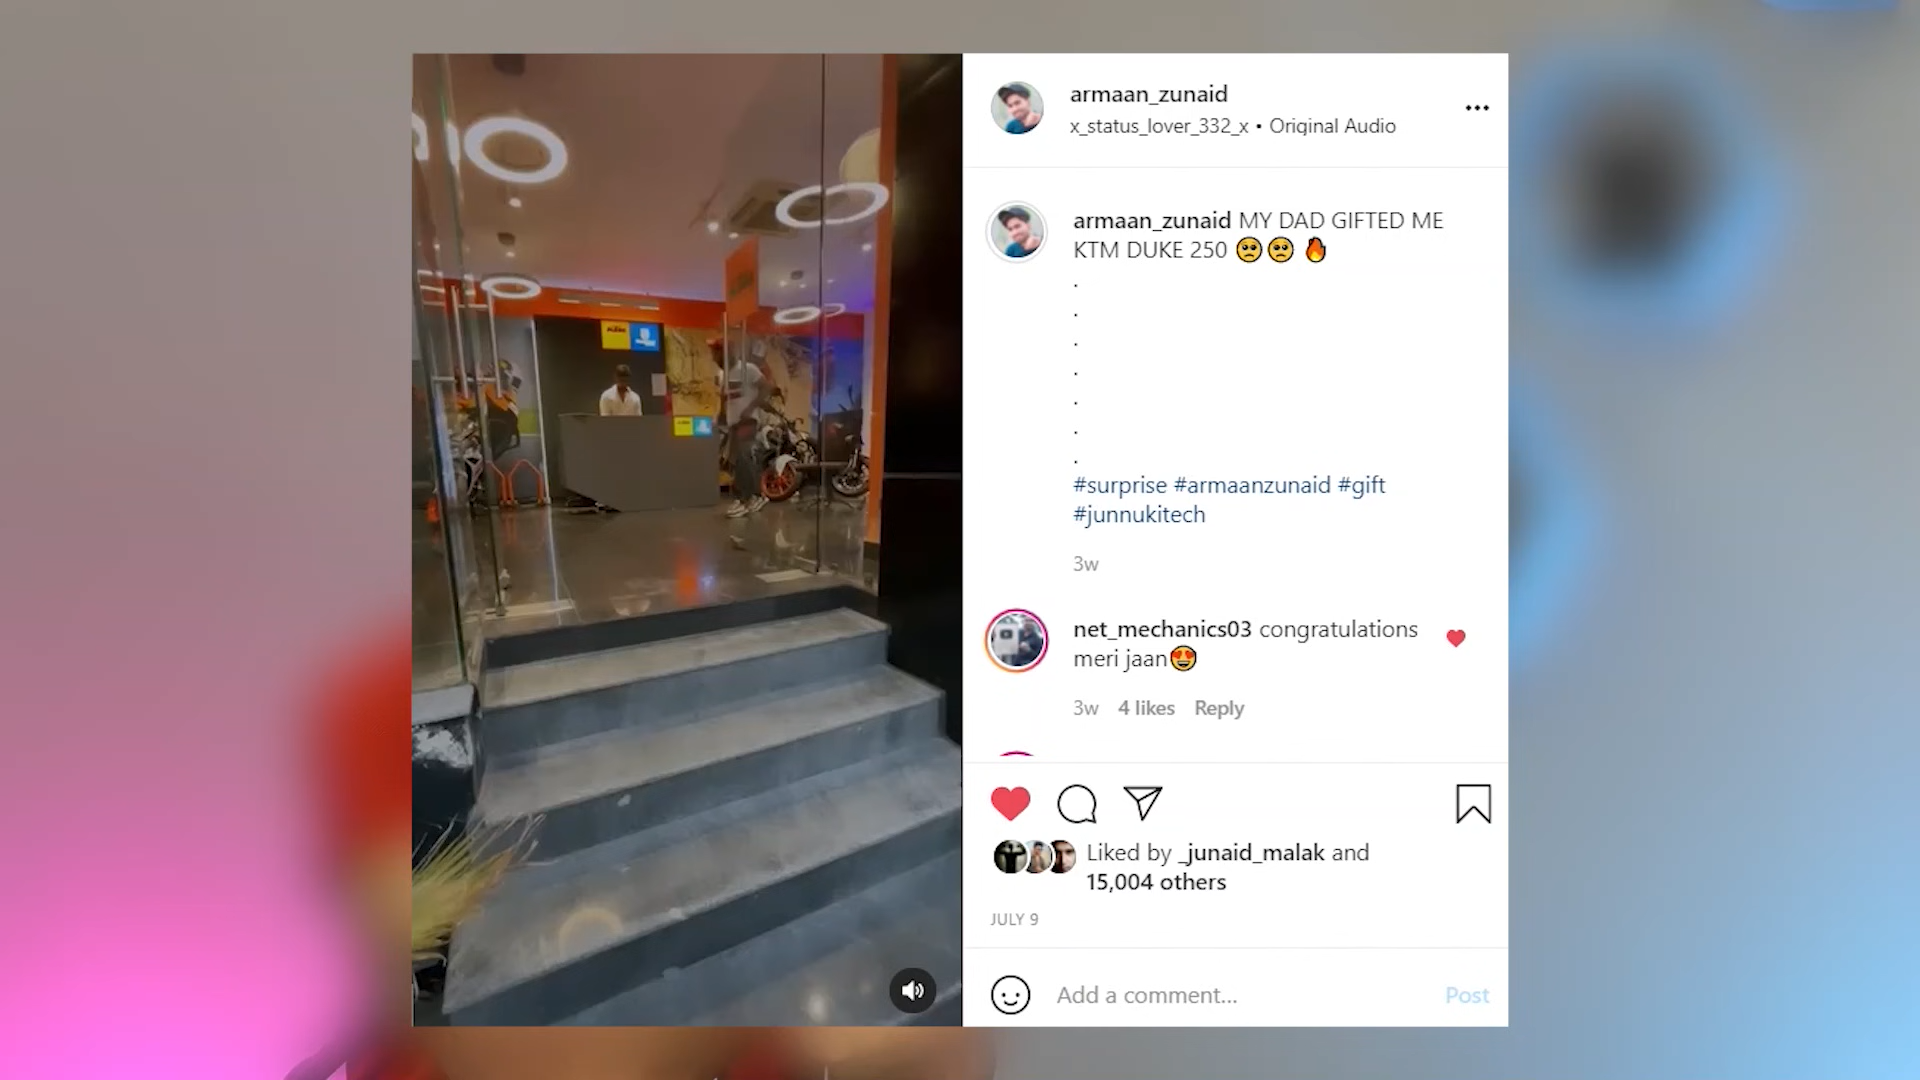 armaan_zunaid
x_status_lover_332_x • Original Audio
armaan_zunaid MY DAD GIFTED ME
KTM DUKE 250 🥺🥺 🔥
.
.
.
.
.
.
.
#surprise #armaanzunaid #gift
#junnukitech
3w
net_mechanics03 congratulations
meri jaan😍
3w 4 likes Reply
Liked by _junaid_malak and
15,004 others
JULY 9
Add a comment...
Post